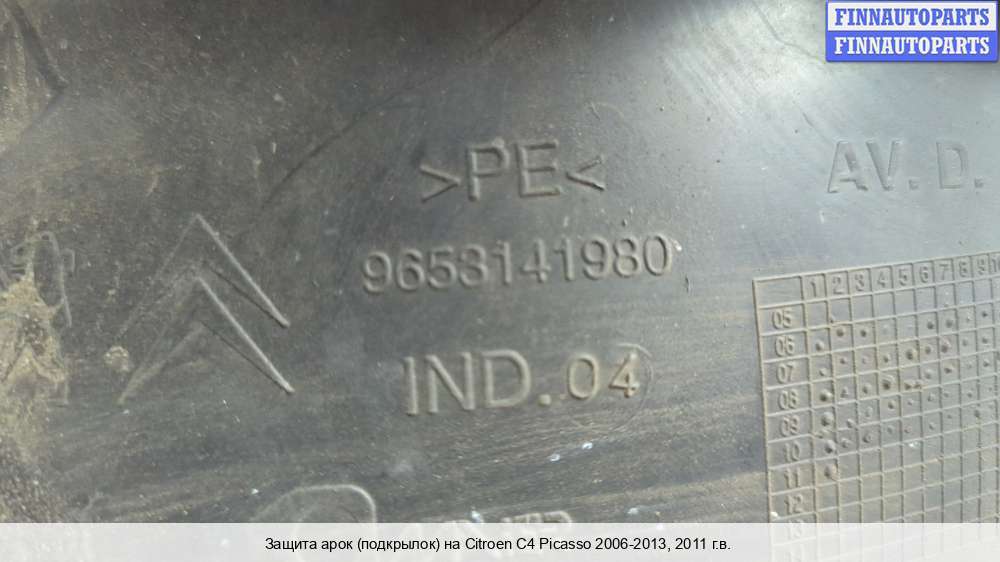 FINNAUTOPARTS
FINNAUTOPARTS
>PE<
AV. D.
9653141980
IND. 04
1 2 3 4 5 6 7 8 9
05
06
07
08
09
10
11
12
Защита арок (подкрылок) на Citroen C4 Picasso 2006-2013, 2011 г.в.